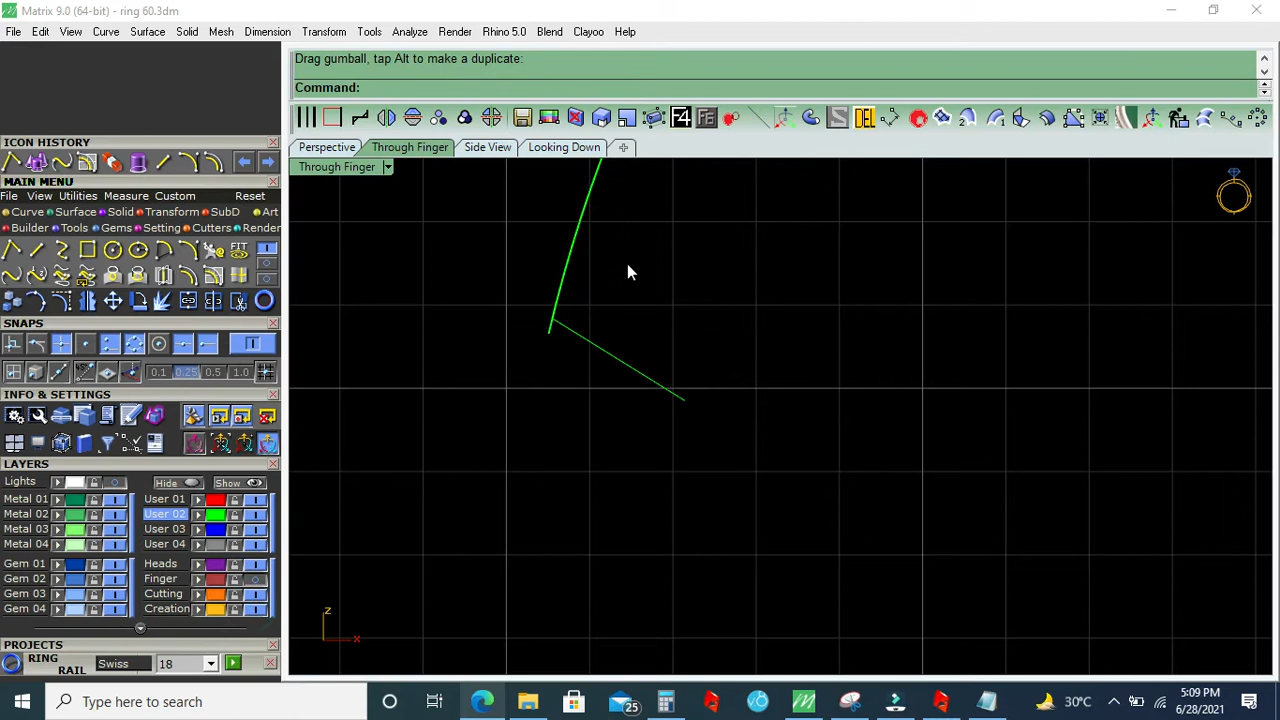 Matrix 9.0 (64-bit) - ring 60.3dm
File Edit View Curve Surface Solid Mesh Dimension Transform Tools Analyze Render Rhino 5.0 Blend Clayoo Help
Drag gumball, tap Alt to make a duplicate:
Command:
F4 F6 S DEL
ICON HISTORY
Perspective Through Finger Side View Looking Down
Through Finger
MAIN MENU
File View Utilities Measure Custom Reset
Curve Surface Solid Transform SubD Art
Builder Tools Gems Setting Cutters Render
FIT
SNAPS
0.1 0.25 0.5 1.0
INFO & SETTINGS
LAYERS
Lights Hide Show
Metal 01 User 01
Metal 02 User 02
Metal 03 User 03
Metal 04 User 04
Gem 01 Heads
Gem 02 Finger
Gem 03 Cutting
Gem 04 Creation
z
x
PROJECTS
RING RAIL Swiss 18
Type here to search
25
30°C
5:09 PM
6/28/2021